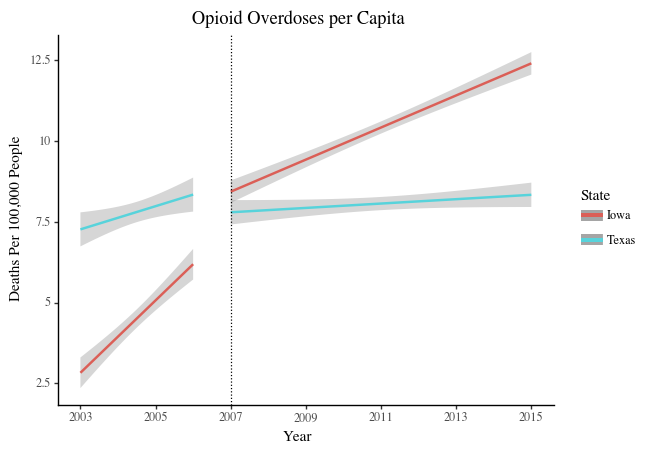 Opioid Overdoses per Capita
12.5
10
7.5
5
2.5
Deaths Per 100,000 People
2003 2005 2007 2009 2011 2013 2015
Year
State
Iowa
Texas